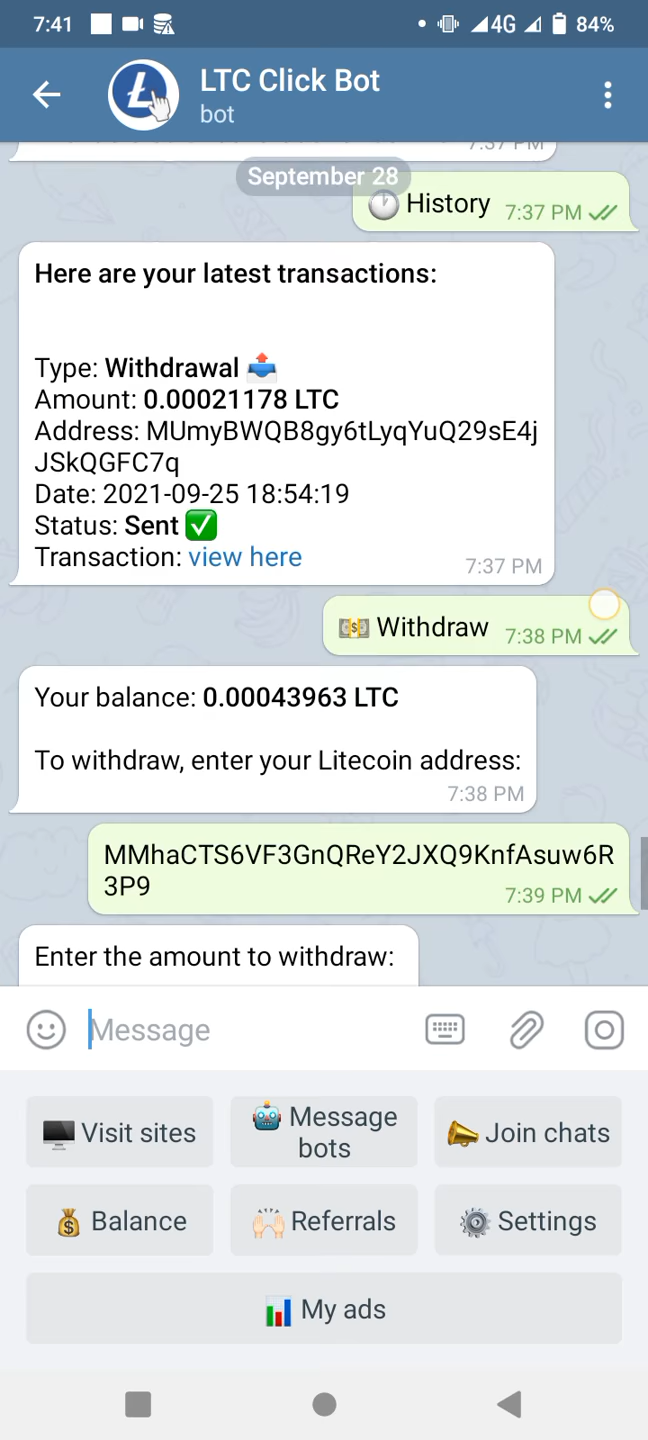 7:41
4G
84%
LTC Click Bot
bot
7:37 PM
September 28
History 7:37 PM
Here are your latest transactions:
Type: Withdrawal
Amount: 0.00021178 LTC
Address: MUmyBWQB8gy6tLyqYuQ29sE4j
JSkQGFC7q
Date: 2021-09-25 18:54:19
Status: Sent
Transaction: view here
7:37 PM
Withdraw 7:38 PM
Your balance: 0.00043963 LTC
To withdraw, enter your Litecoin address:
7:38 PM
MMhaCTS6VF3GnQReY2JXQ9KnfAsuw6R
3P9
7:39 PM
Enter the amount to withdraw:
Message
Visit sites
Message
bots
Join chats
Balance
Referrals
Settings
My ads